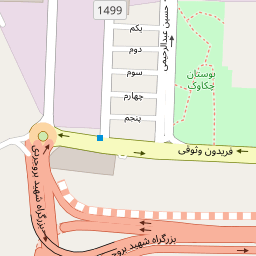 1499
یکم
دوم
سوم
چهارم
پنجم
حسین عبدالرحیمی
بوستان
چکاوک
فریدون وثوقی
بزرگراه شهید بروجردی
بزرگراه شهید بروجردی